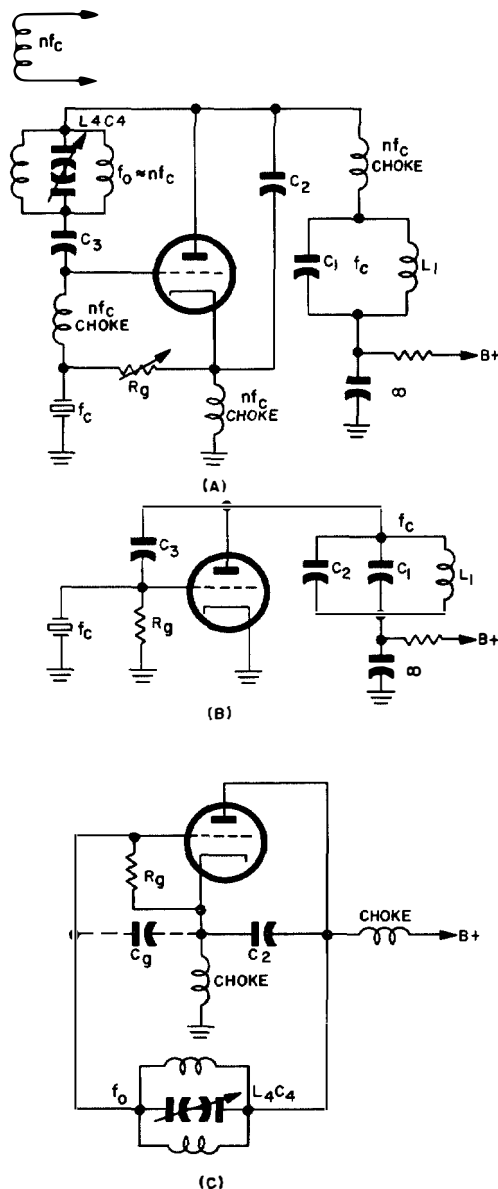 nfc
L4C4
fo≈nfc
C3
C2
nfc
CHOKE
C1
fc
L1
nfc
CHOKE
Rg
fc
nfc
CHOKE
B+
∞
(A)
C3
fc
Rg
fc
C2
C1
L1
B+
∞
(B)
Rg
Cg
C2
CHOKE
B+
CHOKE
fo
L4C4
(C)